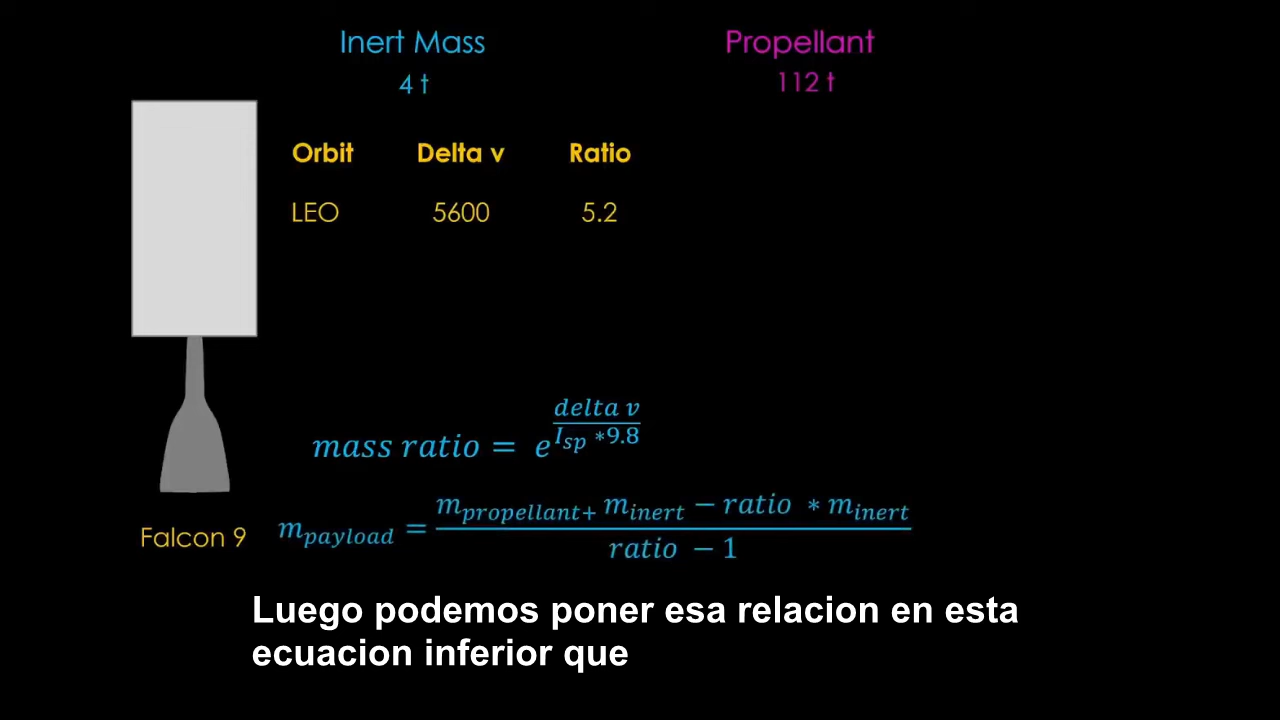 Inert Mass
Propellant
4 t
112 t
Orbit Delta v Ratio
LEO 5600 5.2
mass ratio = e^(delta v / I_sp *9.8)
m_payload = (m_propellant+ m_inert − ratio * m_inert) / (ratio − 1)
Falcon 9
Luego podemos poner esa relacion en esta
ecuacion inferior que